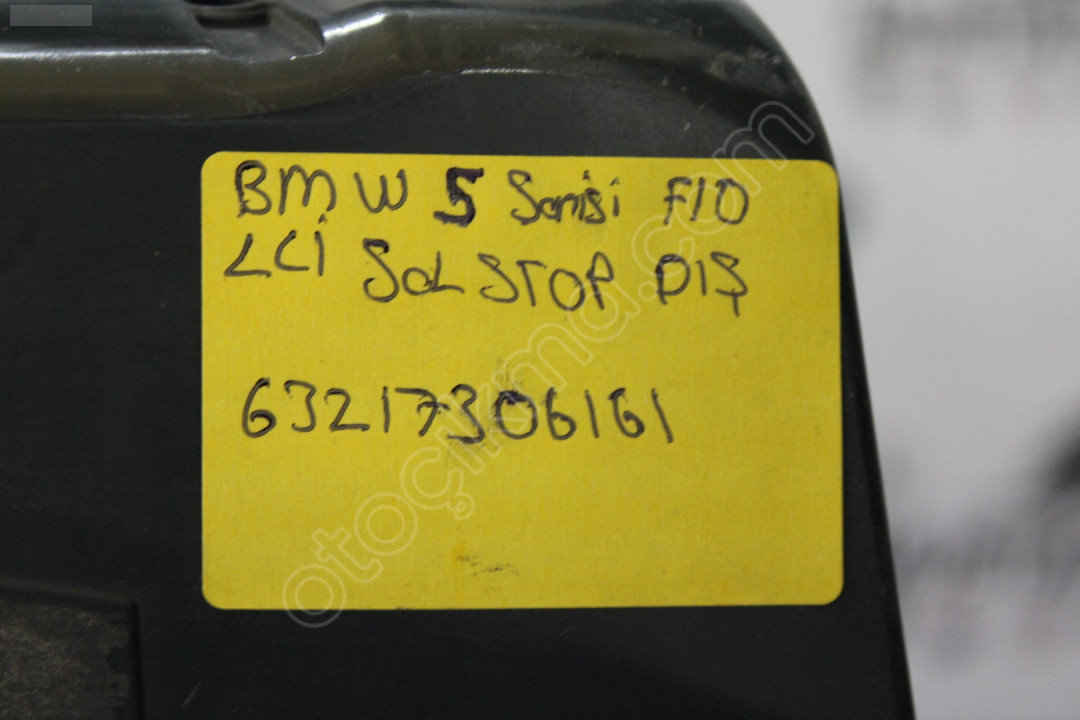 BMW 5 Serisi F10
LCİ SOL STOP DIŞ
63217306161
otoçıkma.com